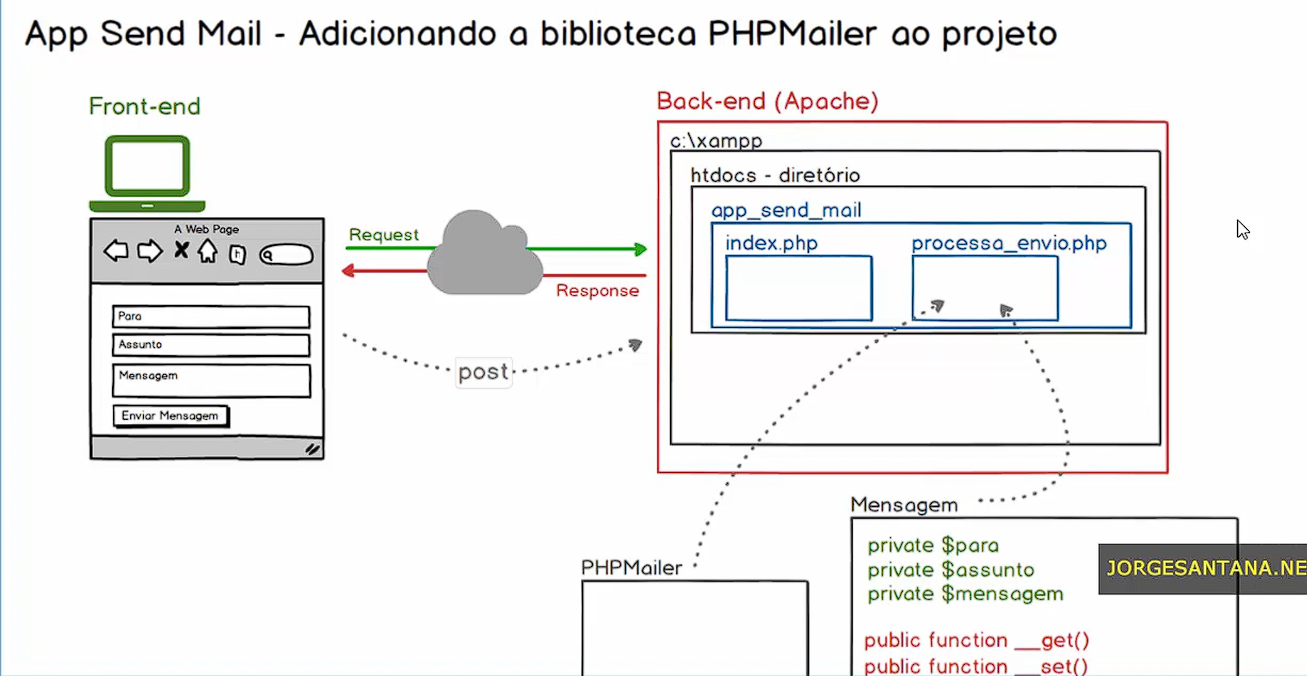 App Send Mail - Adicionando a biblioteca PHPMailer ao projeto
Front-end
A Web Page
Para
Assunto
Mensagem
Enviar Mensagem
Request
Response
post
Back-end (Apache)
c:\xampp
htdocs - diretório
app_send_mail
index.php
processa_envio.php
PHPMailer
Mensagem
private $para
private $assunto
private $mensagem
public function __get()
public function __set()
JORGESANTANA.NE